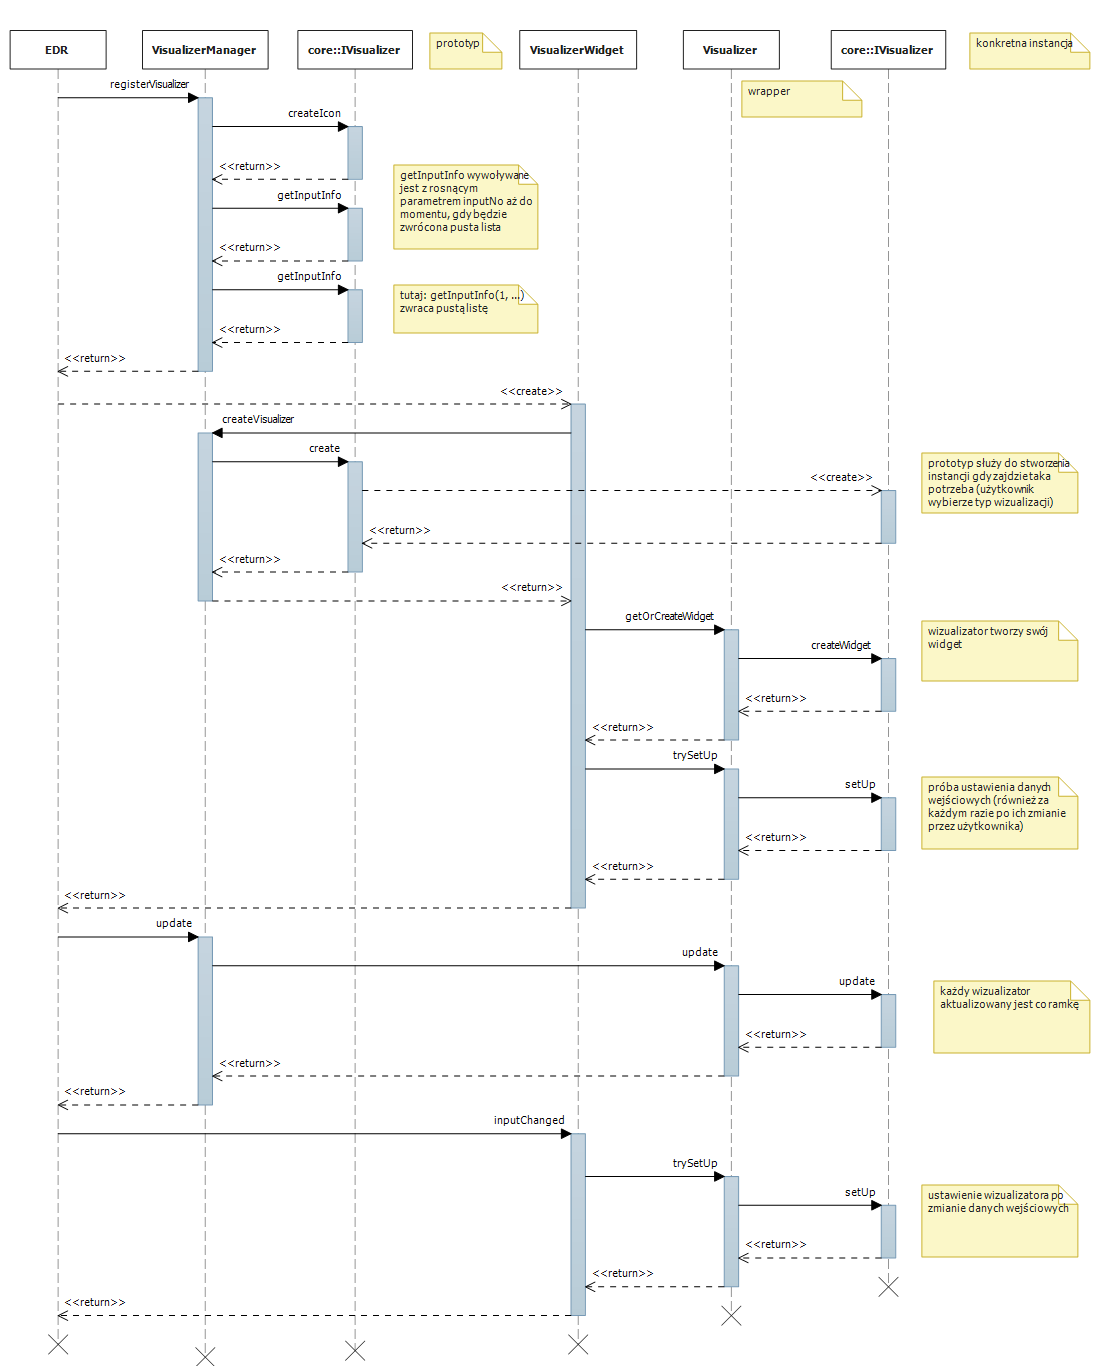 EDR
VisualizerManager
core::IVisualizer
prototyp
VisualizerWidget
Visualizer
core::IVisualizer
konkretna instancja
registerVisualizer
wrapper
createIcon
<<return>>
getInputInfo wywoływane
jest z rosnącym
parametrem inputNo aż do
momentu, gdy będzie
zwrócona pusta lista
getInputInfo
<<return>>
getInputInfo
tutaj: getInputInfo(1, ...)
zwraca pustą listę
<<return>>
<<return>>
<<create>>
createVisualizer
create
<<create>>
prototyp służy do stworzenia
instancji gdy zajdzie taka
potrzeba (użytkownik
wybierze typ wizualizacji)
<<return>>
<<return>>
<<return>>
getOrCreateWidget
createWidget
wizualizator tworzy swój
widget
<<return>>
<<return>>
trySetUp
setUp
próba ustawienia danych
wejściowych (również za
każdym razie po ich zmianie
przez użytkownika)
<<return>>
<<return>>
<<return>>
update
update
update
każdy wizualizator
aktualizowany jest co ramkę
<<return>>
<<return>>
<<return>>
inputChanged
trySetUp
setUp
ustawienie wizualizatora po
zmianie danych wejściowych
<<return>>
<<return>>
<<return>>